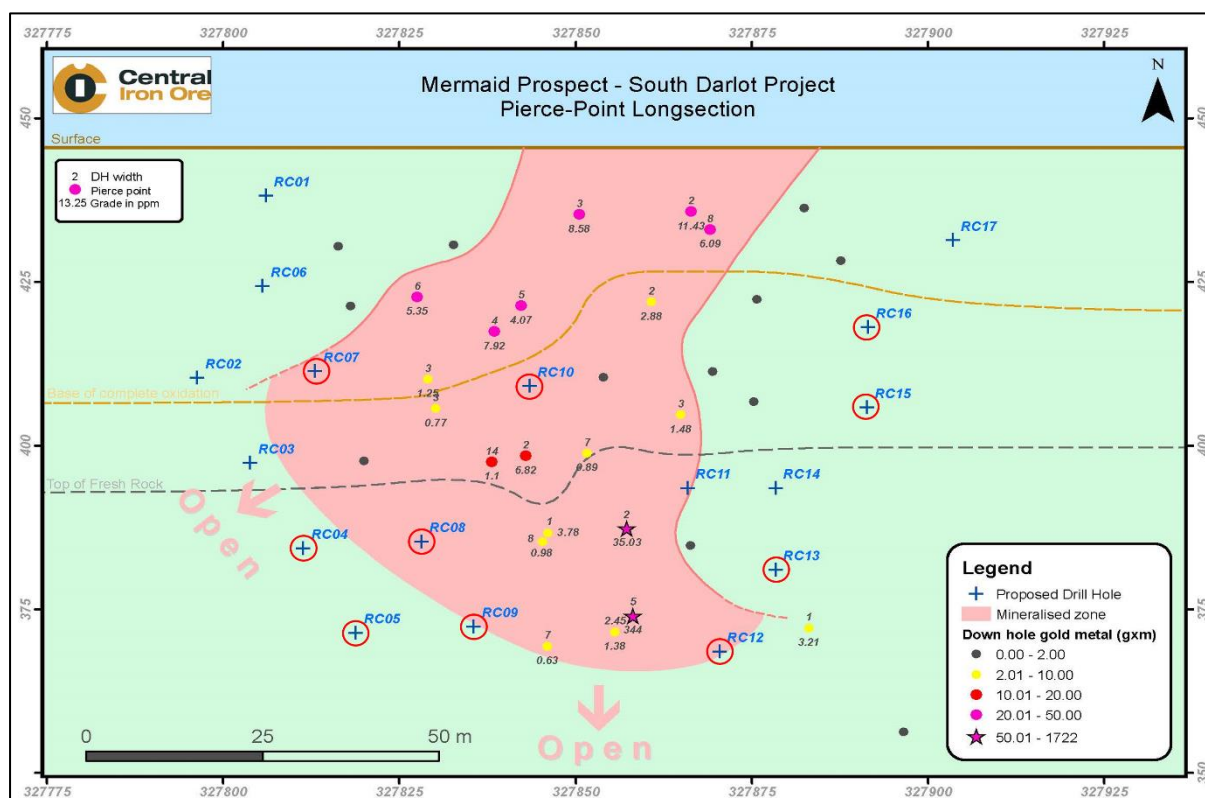 327775 327800 327825 327850 327875 327900 327925
Central
Iron Ore
Mermaid Prospect - South Darlot Project
Pierce-Point Longsection
N
450 450
Surface
2 DH width
Pierce point
13.25 Grade in ppm
RC01
3
8.58
2
11.43
8
6.09
RC17
425 425
RC06
6
5.35
5
4.07
4
7.92
2
2.88
RC16
RC02
RC07
3
1.25
3
0.77
RC10
RC15
Base of complete oxidation
3
1.48
400 400
RC03
14
1.1
2
6.82
7
0.89
RC11
RC14
Top of Fresh Rock
Open
RC04
RC08
1
3.78
8
0.98
2
35.03
RC13
375 375
RC05
RC09
7
0.63
2.45
1.38
5
344
RC12
1
3.21
Open
0 25 50 m
Legend
Proposed Drill Hole
Mineralised zone
Down hole gold metal (gxm)
0.00 - 2.00
2.01 - 10.00
10.01 - 20.00
20.01 - 50.00
50.01 - 1722
350 350
327775 327800 327825 327850 327875 327900 327925